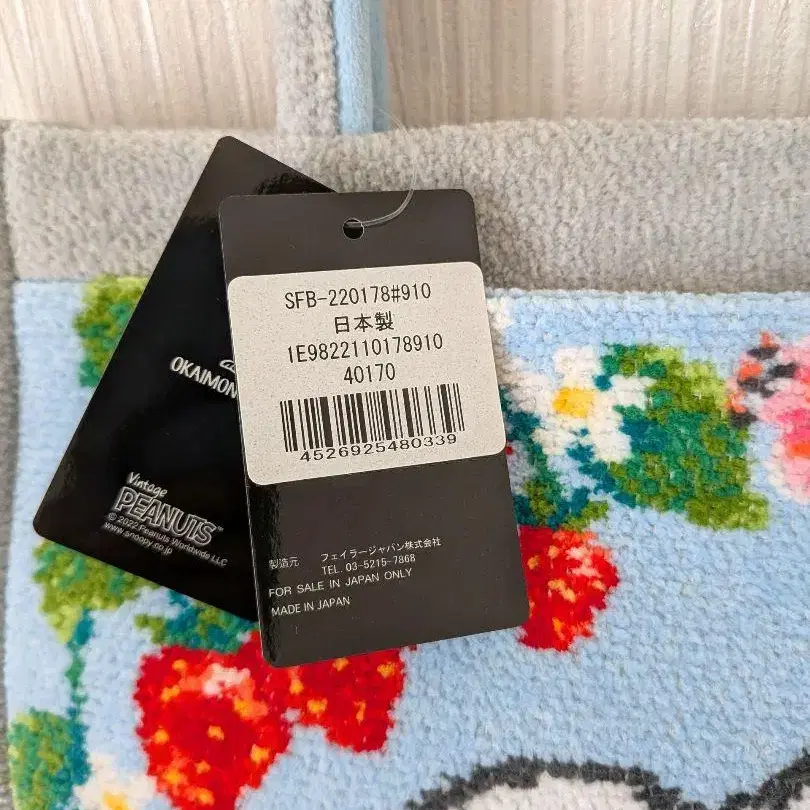 SFB-220178#910
日本製
1E9822110178910
40170
4526925480339
製造元 フェイラージャパン株式会社
TEL. 03-5215-7868
FOR SALE IN JAPAN ONLY
MADE IN JAPAN
Vintage
PEANUTS™
© 2022 Peanuts Worldwide LLC
www.snoopy.co.jp